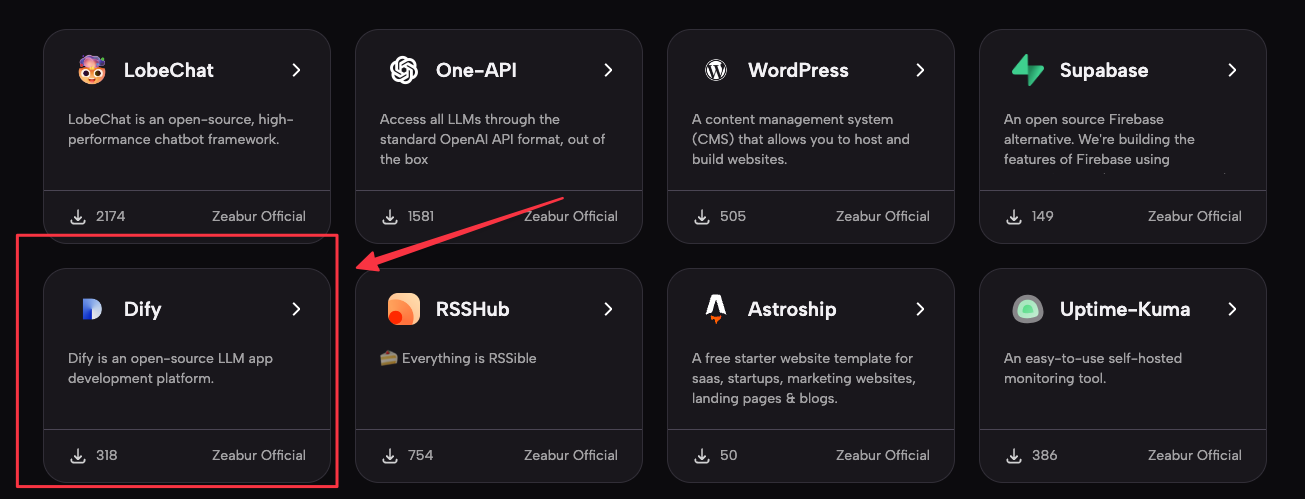 LobeChat
LobeChat is an open-source, high-
performance chatbot framework.
2174 Zeabur Official
One-API
Access all LLMs through the
standard OpenAI API format, out of
the box
1581 Zeabur Official
WordPress
A content management system
(CMS) that allows you to host and
build websites.
505 Zeabur Official
Supabase
An open source Firebase
alternative. We're building the
features of Firebase using
149 Zeabur Official
Dify
Dify is an open-source LLM app
development platform.
318 Zeabur Official
RSSHub
🍰 Everything is RSSible
754 Zeabur Official
Astroship
A free starter website template for
saas, startups, marketing websites,
landing pages & blogs.
50 Zeabur Official
Uptime-Kuma
An easy-to-use self-hosted
monitoring tool.
386 Zeabur Official